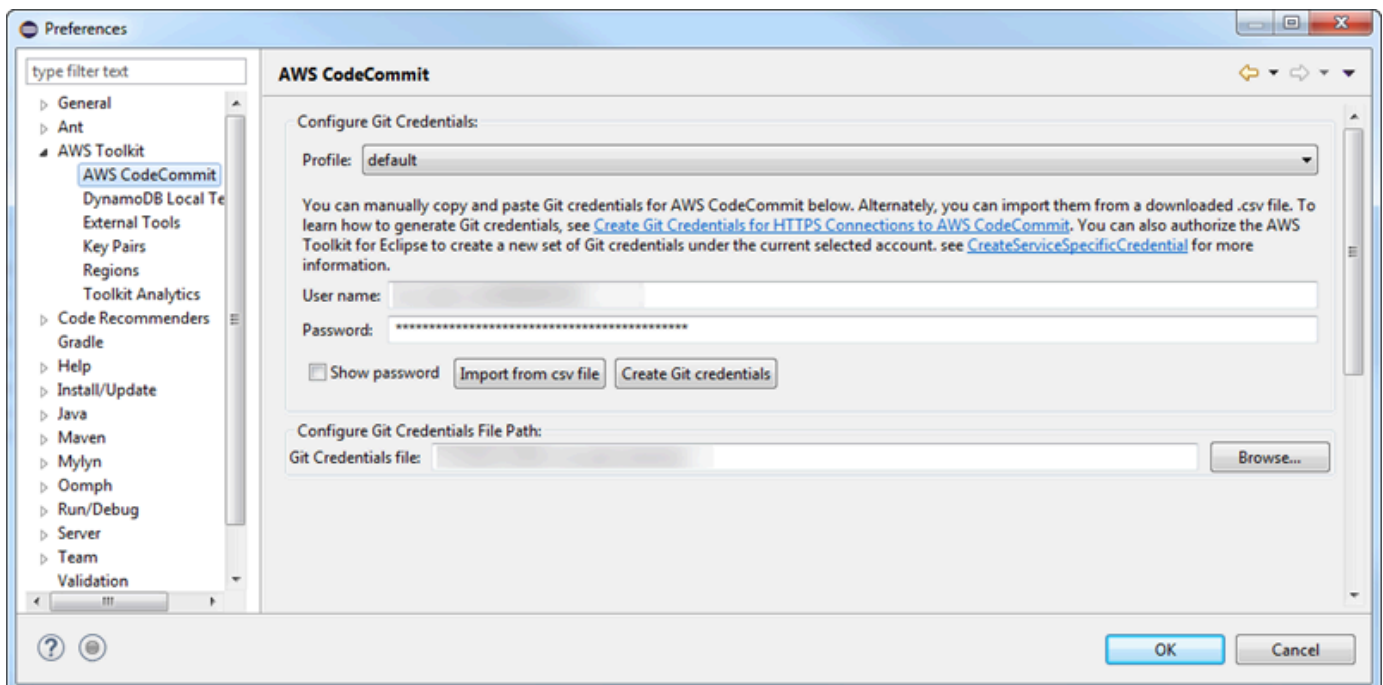 Preferences
type filter text
General
Ant
AWS Toolkit
AWS CodeCommit
DynamoDB Local Te
External Tools
Key Pairs
Regions
Toolkit Analytics
Code Recommenders
Gradle
Help
Install/Update
Java
Maven
Mylyn
Oomph
Run/Debug
Server
Team
Validation
AWS CodeCommit
Configure Git Credentials:
Profile: default
You can manually copy and paste Git credentials for AWS CodeCommit below. Alternately, you can import them from a downloaded .csv file. To
learn how to generate Git credentials, see Create Git Credentials for HTTPS Connections to AWS CodeCommit. You can also authorize the AWS
Toolkit for Eclipse to create a new set of Git credentials under the current selected account. see CreateServiceSpecificCredential for more
information.
User name:
Password: ********************************************
Show password Import from csv file Create Git credentials
Configure Git Credentials File Path:
Git Credentials file: Browse...
OK Cancel